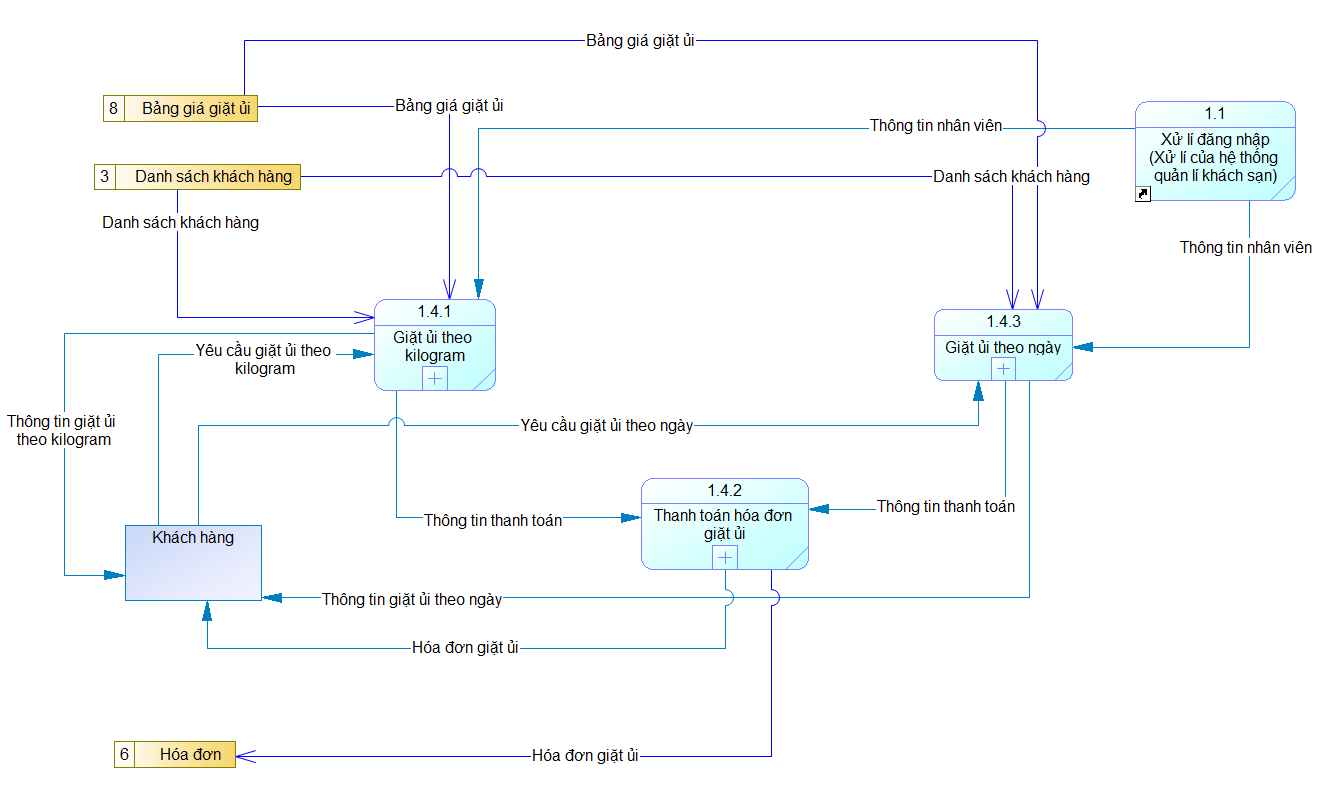 Bảng giá giặt ủi
8 Bảng giá giặt ủi
Bảng giá giặt ủi
1.1
Xử lí đăng nhập
(Xử lí của hệ thống
quản lí khách sạn)
Thông tin nhân viên
3 Danh sách khách hàng
Danh sách khách hàng
Danh sách khách hàng
Thông tin nhân viên
1.4.1
Giặt ủi theo
kilogram
1.4.3
Giặt ủi theo ngày
Yêu cầu giặt ủi theo
kilogram
Thông tin giặt ủi
theo kilogram
Yêu cầu giặt ủi theo ngày
1.4.2
Thanh toán hóa đơn
giặt ủi
Thông tin thanh toán
Thông tin thanh toán
Khách hàng
Thông tin giặt ủi theo ngày
Hóa đơn giặt ủi
6 Hóa đơn
Hóa đơn giặt ủi